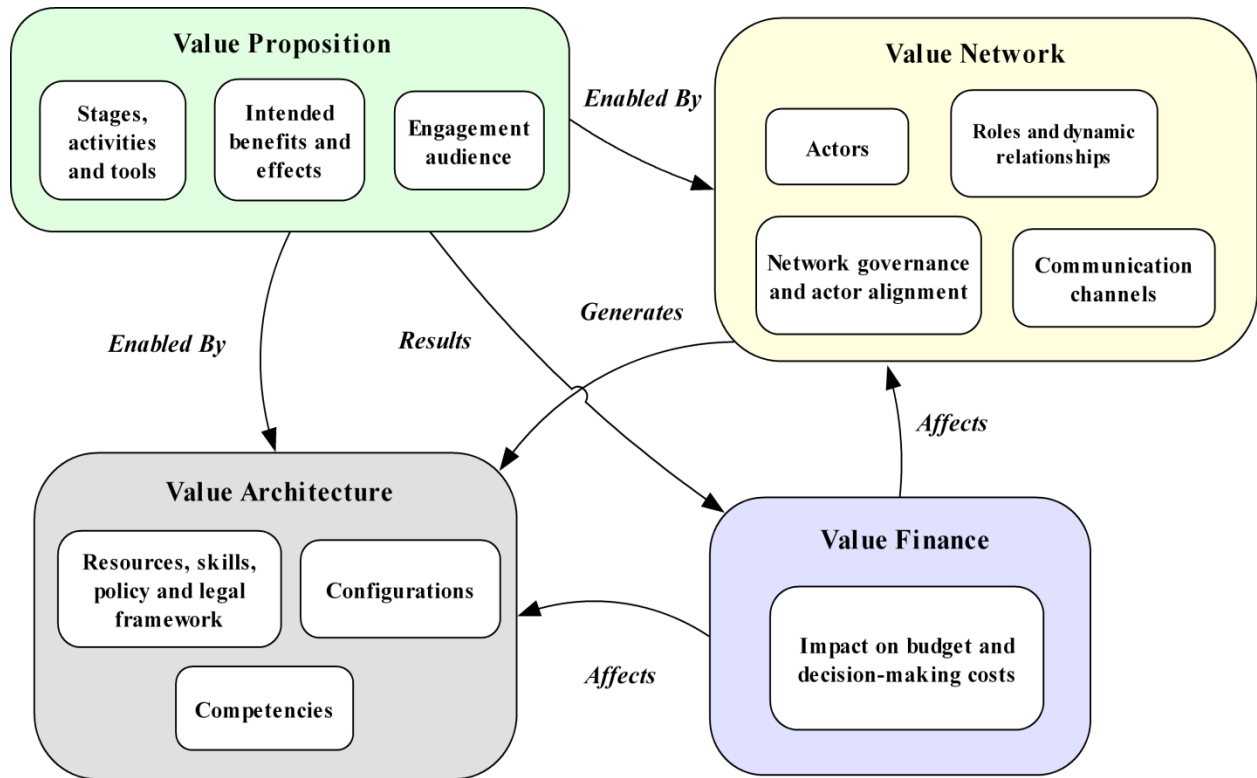 Value Proposition
Stages,
activities
and tools
Intended
benefits and
effects
Engagement
audience
Enabled By
Value Network
Actors
Roles and dynamic
relationships
Network governance
and actor alignment
Communication
channels
Enabled By
Results
Generates
Affects
Value Architecture
Resources, skills,
policy and legal
framework
Configurations
Competencies
Affects
Value Finance
Impact on budget and
decision-making costs